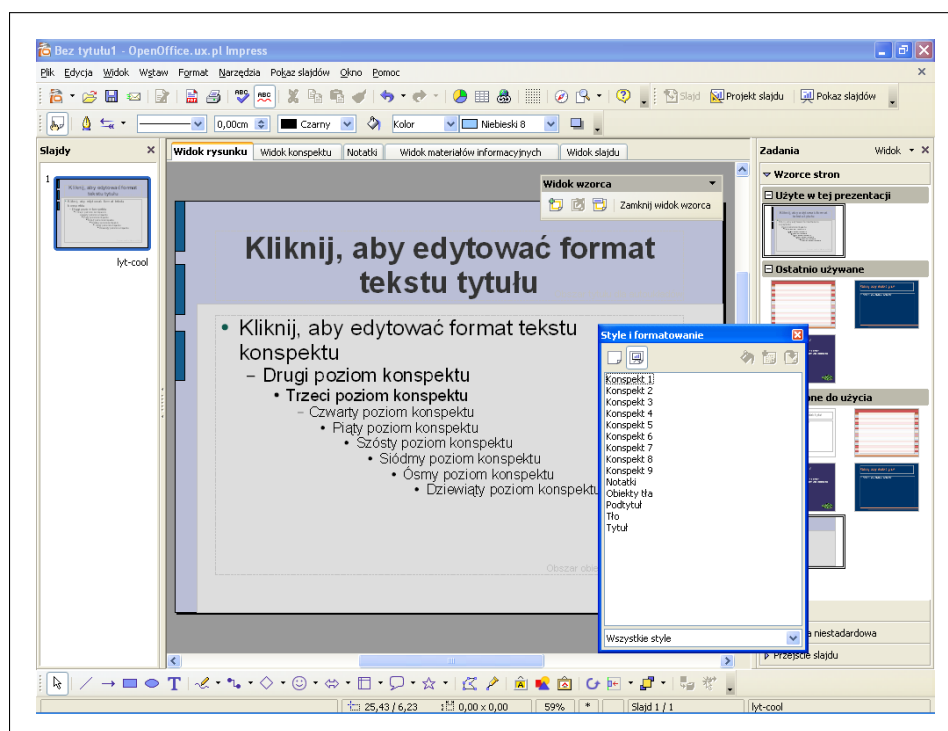 Bez tytułu1 - OpenOffice.ux.pl Impress
Plik Edycja Widok Wstaw Format Narzędzia Pokaz slajdów Okno Pomoc
Slajd Projekt slajdu Pokaz slajdów
0,00cm Czarny Kolor Niebieski 8
Slajdy
Widok rysunku Widok konspektu Notatki Widok materiałów informacyjnych Widok slajdu
Zadania Widok
1
lyt-cool
Widok wzorca
Zamknij widok wzorca
Kliknij, aby edytować format
tekstu tytułu
Kliknij, aby edytować format tekstu
konspektu
Drugi poziom konspektu
Trzeci poziom konspektu
Czwarty poziom konspektu
Piąty poziom konspektu
Szósty poziom konspektu
Siódmy poziom konspektu
Ósmy poziom konspektu
Dziewiąty poziom konspektu
Obszar
Style i formatowanie
Konspekt 1
Konspekt 2
Konspekt 3
Konspekt 4
Konspekt 5
Konspekt 6
Konspekt 7
Konspekt 8
Konspekt 9
Notatki
Obiekty tła
Podtytuł
Tło
Tytuł
Wszystkie style
Wzorce stron
Użyte w tej prezentacji
Ostatnio używane
do użycia
niestadardowa
Przejście slajdu
25,43 / 6,23 0,00 x 0,00 59% * Slajd 1 / 1 lyt-cool